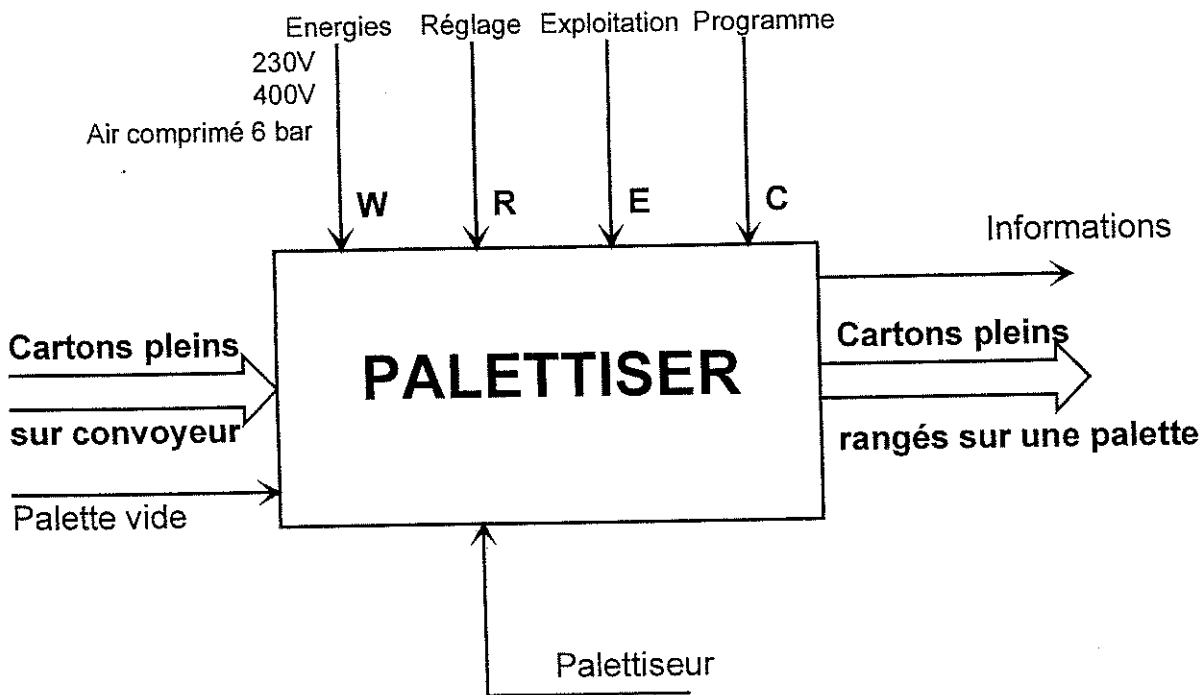 Energies Réglage Exploitation Programme
230V
400V
Air comprimé 6 bar
W R E C
Informations
Cartons pleins
sur convoyeur
PALETTISER
Cartons pleins
rangés sur une palette
Palette vide
Palettiseur